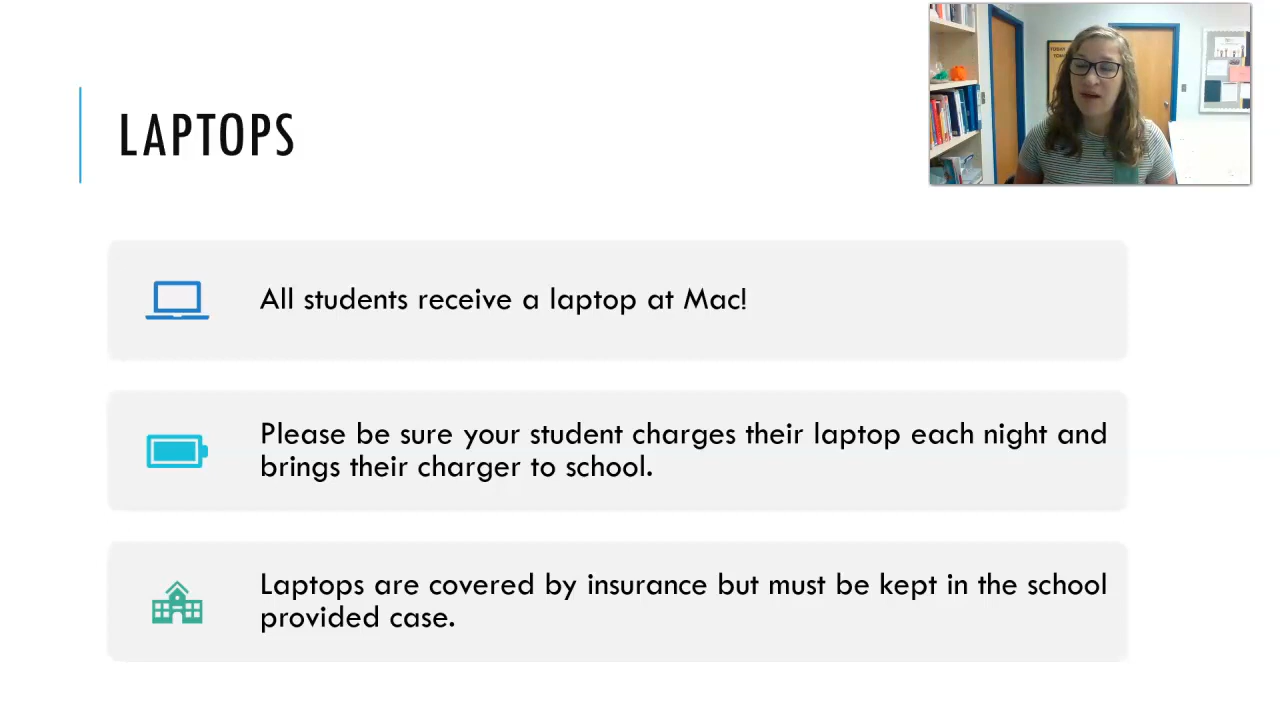 LAPTOPS
All students receive a laptop at Mac!
Please be sure your student charges their laptop each night and
brings their charger to school.
Laptops are covered by insurance but must be kept in the school
provided case.